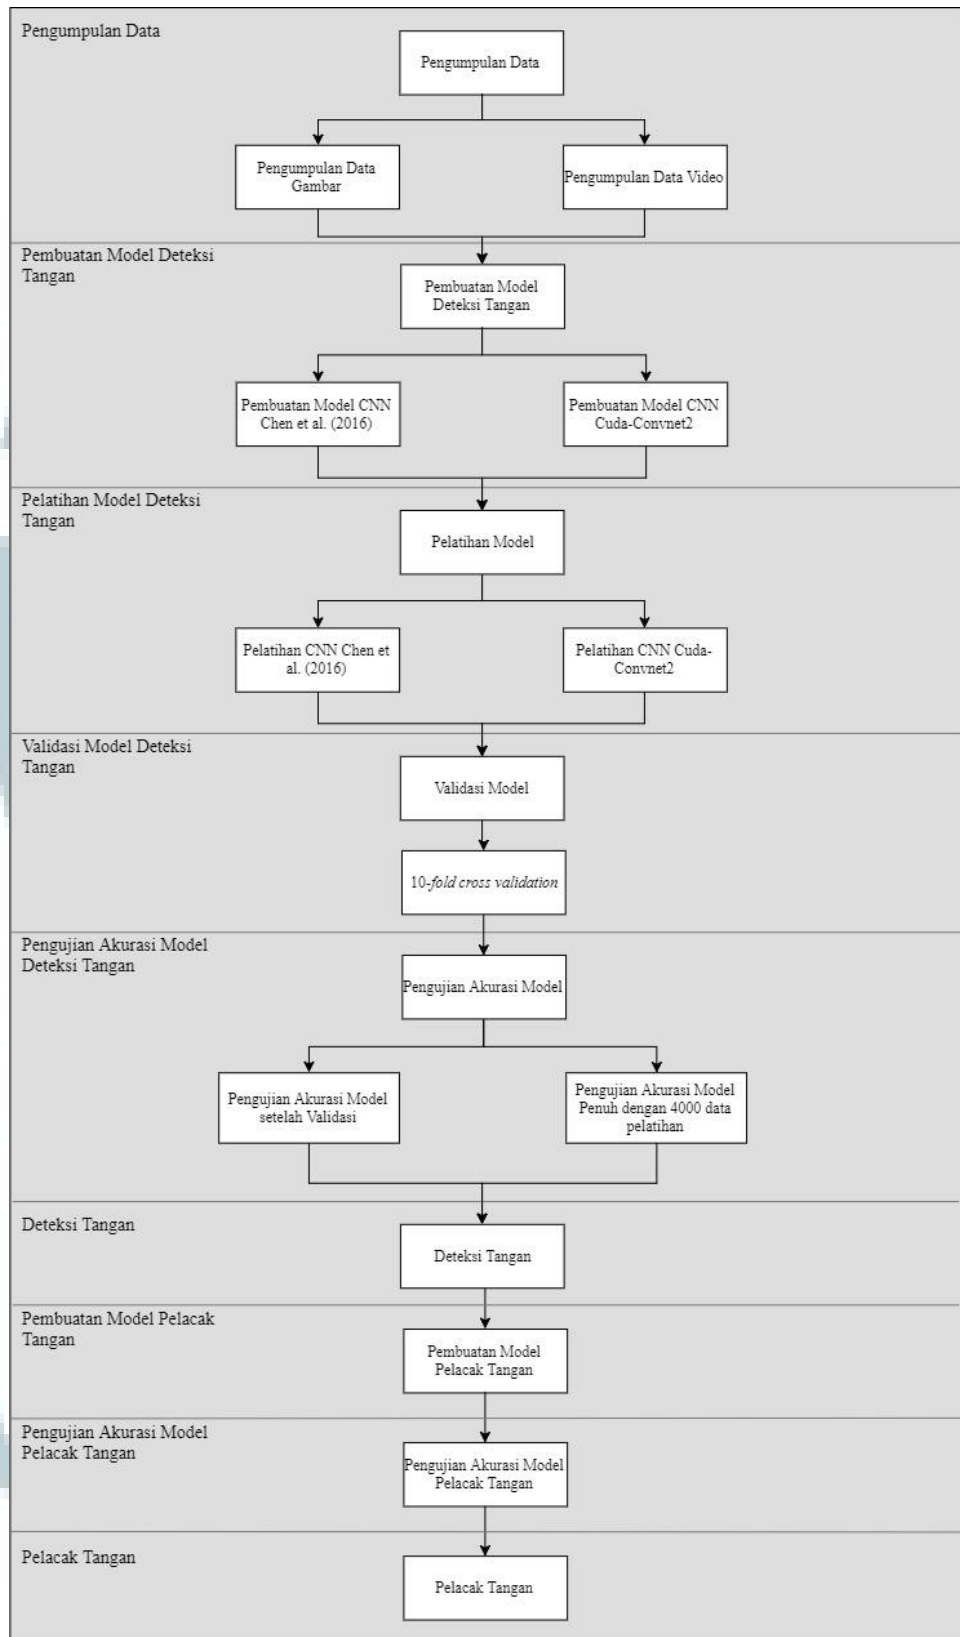 Pengumpulan Data
Pengumpulan Data
Pengumpulan Data
Gambar
Pengumpulan Data Video
Pembuatan Model Deteksi
Tangan
Pembuatan Model
Deteksi Tangan
Pembuatan Model CNN
Chen et al. (2016)
Pembuatan Model CNN
Cuda-Convnet2
Pelatihan Model Deteksi
Tangan
Pelatihan Model
Pelatihan CNN Chen et
al. (2016)
Pelatihan CNN Cuda-
Convnet2
Validasi Model Deteksi
Tangan
Validasi Model
10-fold cross validation
Pengujian Akurasi Model
Deteksi Tangan
Pengujian Akurasi Model
Pengujian Akurasi Model
setelah Validasi
Pengujian Akurasi Model
Penuh dengan 4000 data
pelatihan
Deteksi Tangan
Deteksi Tangan
Pembuatan Model Pelacak
Tangan
Pembuatan Model
Pelacak Tangan
Pengujian Akurasi Model
Pelacak Tangan
Pengujian Akurasi Model
Pelacak Tangan
Pelacak Tangan
Pelacak Tangan